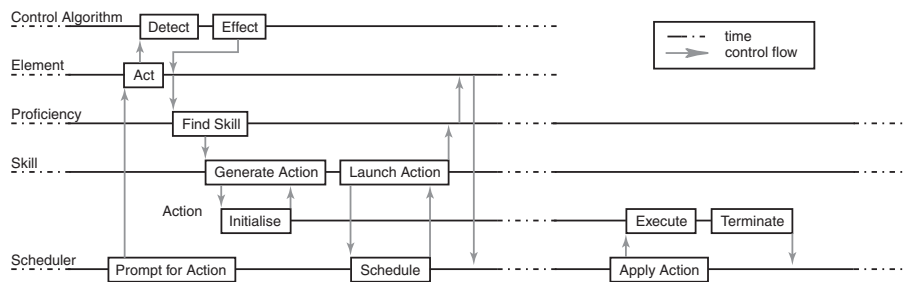 Control Algorithm
Detect
Effect
time
control flow
Element
Act
Proficiency
Find Skill
Skill
Generate Action
Launch Action
Action
Initialise
Execute
Terminate
Scheduler
Prompt for Action
Schedule
Apply Action